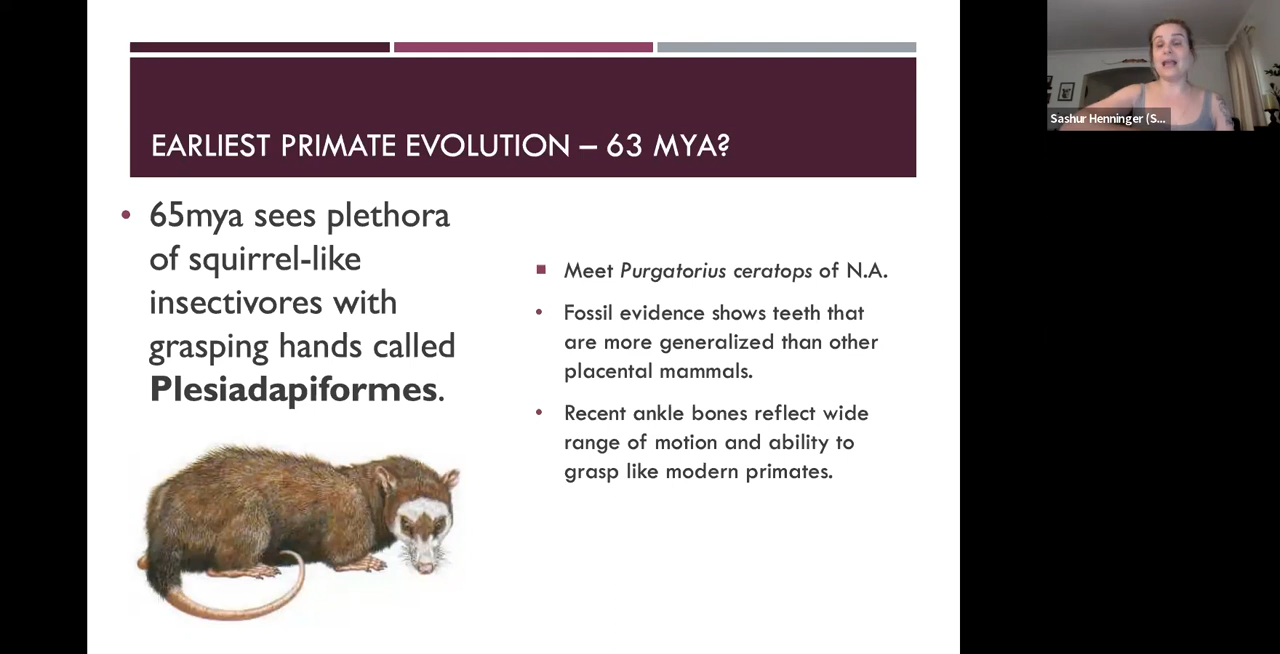 EARLIEST PRIMATE EVOLUTION – 63 MYA?
• 65mya sees plethora
of squirrel-like
insectivores with
grasping hands called
Plesiadapiformes.
▪ Meet Purgatorius ceratops of N.A.
• Fossil evidence shows teeth that
are more generalized than other
placental mammals.
• Recent ankle bones reflect wide
range of motion and ability to
grasp like modern primates.
Sashur Henninger (S...